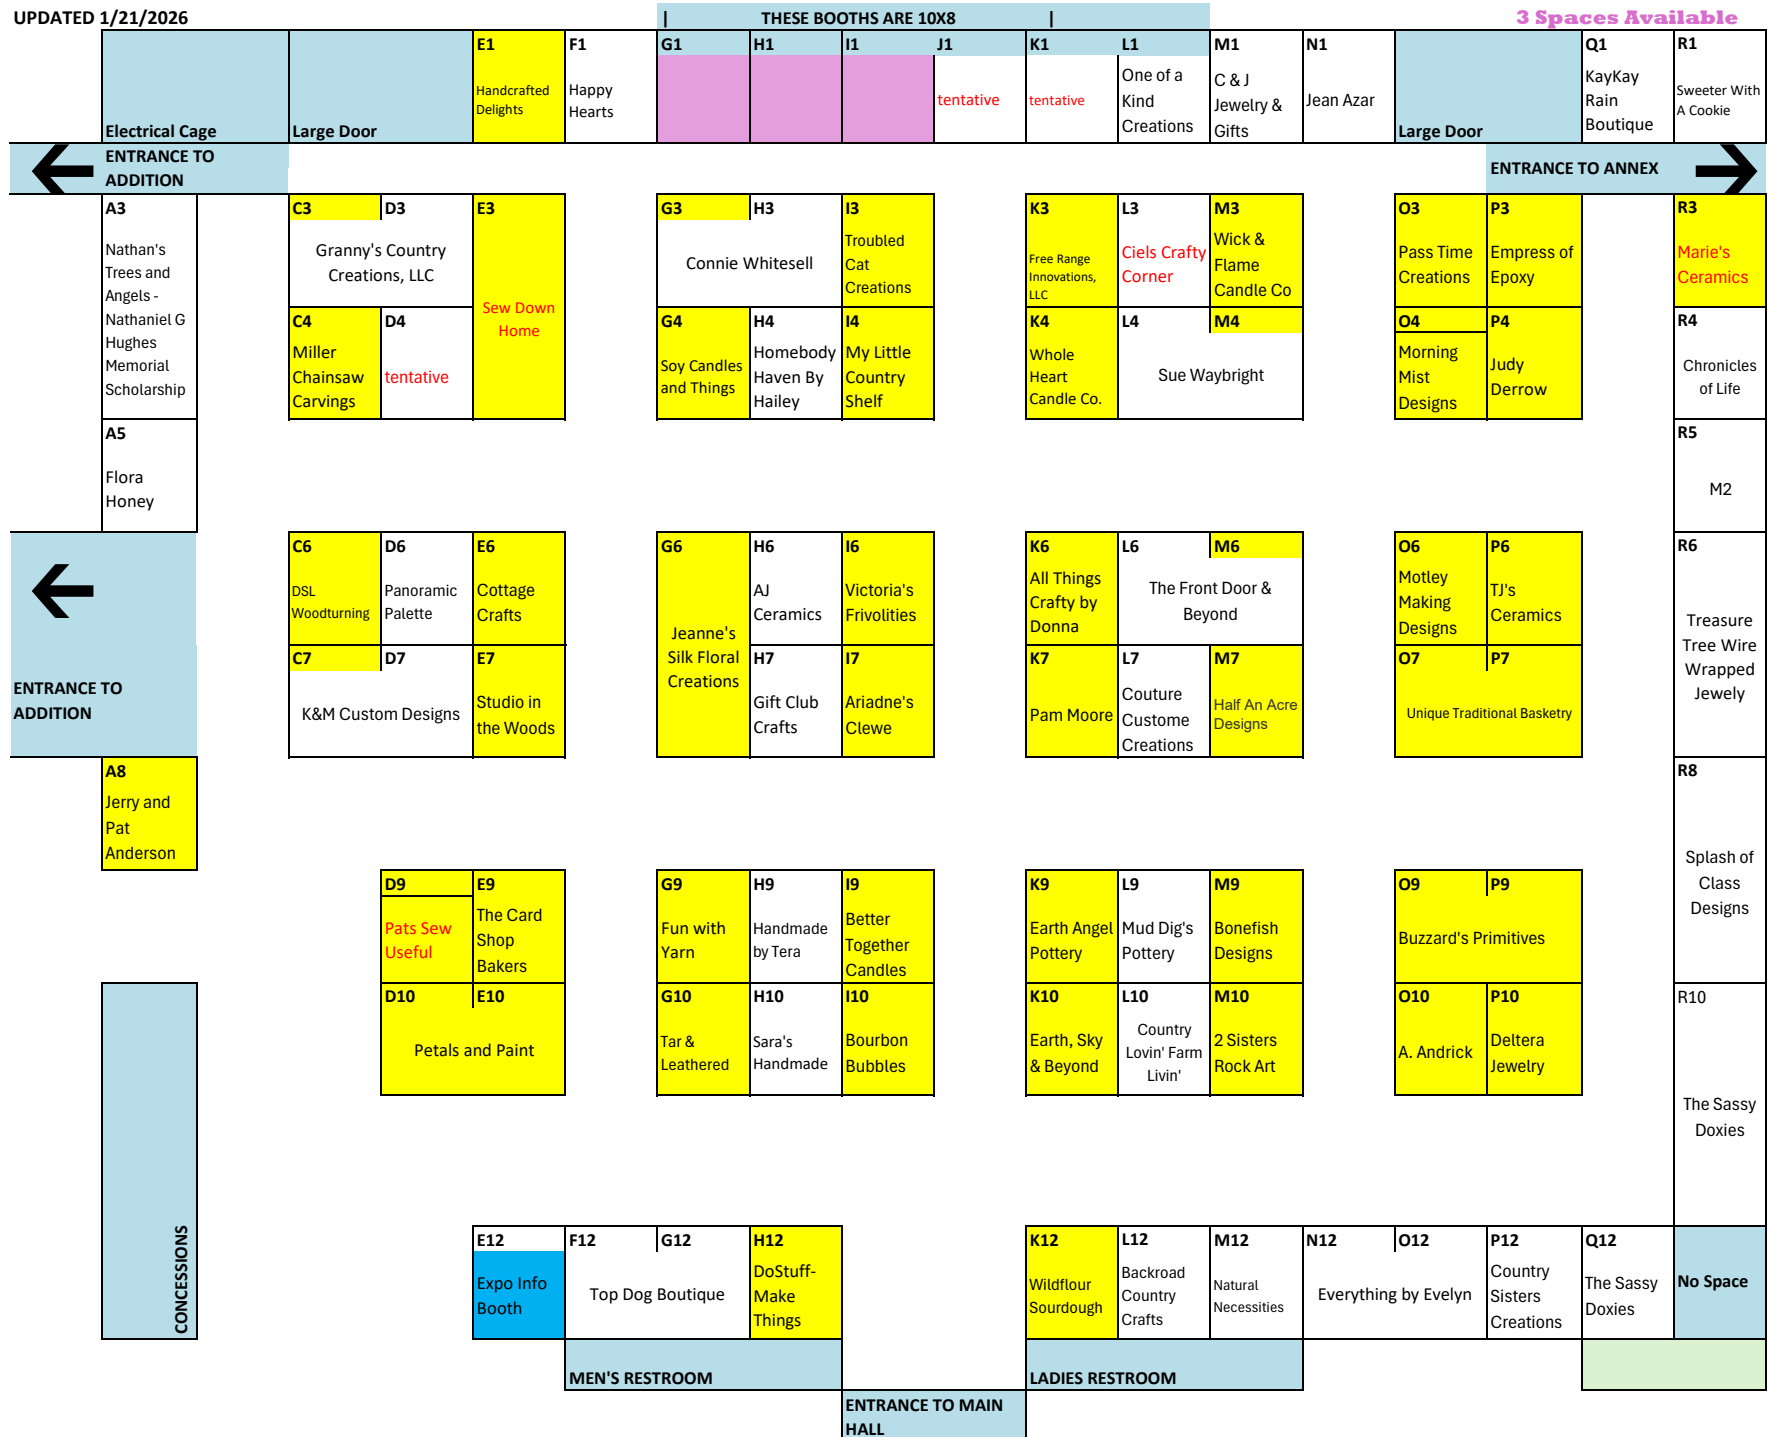 UPDATED 1/21/2026
| THESE BOOTHS ARE 10X8 |
3 Spaces Available
E1 F1 G1 H1 I1 J1 K1 L1 M1 N1 Q1 R1
Electrical Cage
Large Door
Handcrafted
Delights
Happy
Hearts
tentative
tentative
One of a
Kind
Creations
C & J
Jewelry &
Gifts
Jean Azar
Large Door
KayKay
Rain
Boutique
Sweeter With
A Cookie
ENTRANCE TO
ADDITION
ENTRANCE TO ANNEX
A3 C3 D3 E3 G3 H3 I3 K3 L3 M3 O3 P3 R3
Nathan's
Trees and
Angels -
Nathaniel G
Hughes
Memorial
Scholarship
Granny's Country
Creations, LLC
Sew Down
Home
Connie Whitesell
Troubled
Cat
Creations
Free Range
Innovations,
LLC
Ciels Crafty
Corner
Wick &
Flame
Candle Co
Pass Time
Creations
Empress of
Epoxy
Marie's
Ceramics
C4 D4 G4 H4 I4 K4 L4 M4 O4 P4 R4
Miller
Chainsaw
Carvings
tentative
Soy Candles
and Things
Homebody
Haven By
Hailey
My Little
Country
Shelf
Whole
Heart
Candle Co.
Sue Waybright
Morning
Mist
Designs
Judy
Derrow
Chronicles
of Life
A5 R5
Flora
Honey
M2
C6 D6 E6 G6 H6 I6 K6 L6 M6 O6 P6 R6
DSL
Woodturning
Panoramic
Palette
Cottage
Crafts
Jeanne's
Silk Floral
Creations
AJ
Ceramics
Victoria's
Frivolities
All Things
Crafty by
Donna
The Front Door &
Beyond
Motley
Making
Designs
TJ's
Ceramics
Treasure
Tree Wire
Wrapped
Jewely
ENTRANCE TO
ADDITION
C7 D7 E7 H7 I7 K7 L7 M7 O7 P7
K&M Custom Designs
Studio in
the Woods
Gift Club
Crafts
Ariadne's
Clewe
Pam Moore
Couture
Custome
Creations
Half An Acre
Designs
Unique Traditional Basketry
A8 R8
Jerry and
Pat
Anderson
Splash of
Class
Designs
D9 E9 G9 H9 I9 K9 L9 M9 O9 P9
Pats Sew
Useful
The Card
Shop
Bakers
Fun with
Yarn
Handmade
by Tera
Better
Together
Candles
Earth Angel
Pottery
Mud Dig's
Pottery
Bonefish
Designs
Buzzard's Primitives
D10 E10 G10 H10 I10 K10 L10 M10 O10 P10 R10
Petals and Paint
Tar &
Leathered
Sara's
Handmade
Bourbon
Bubbles
Earth, Sky
& Beyond
Country
Lovin' Farm
Livin'
2 Sisters
Rock Art
A. Andrick
Deltera
Jewelry
The Sassy
Doxies
CONCESSIONS
E12 F12 G12 H12 K12 L12 M12 N12 O12 P12 Q12
Expo Info
Booth
Top Dog Boutique
DoStuff-
Make
Things
Wildflour
Sourdough
Backroad
Country
Crafts
Natural
Necessities
Everything by Evelyn
Country
Sisters
Creations
The Sassy
Doxies
No Space
MEN'S RESTROOM
LADIES RESTROOM
ENTRANCE TO MAIN
HALL